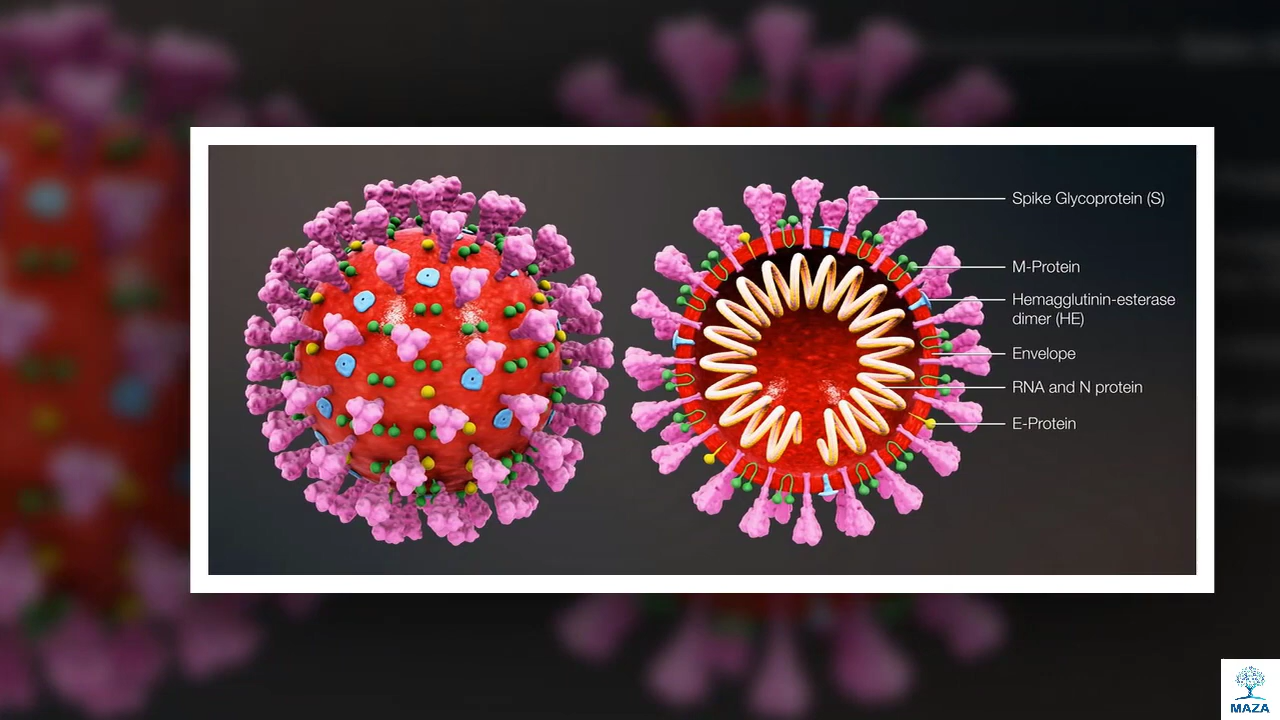 Spike Glycoprotein (S)
M-Protein
Hemagglutinin-esterase
dimer (HE)
Envelope
RNA and N protein
E-Protein
MAZA